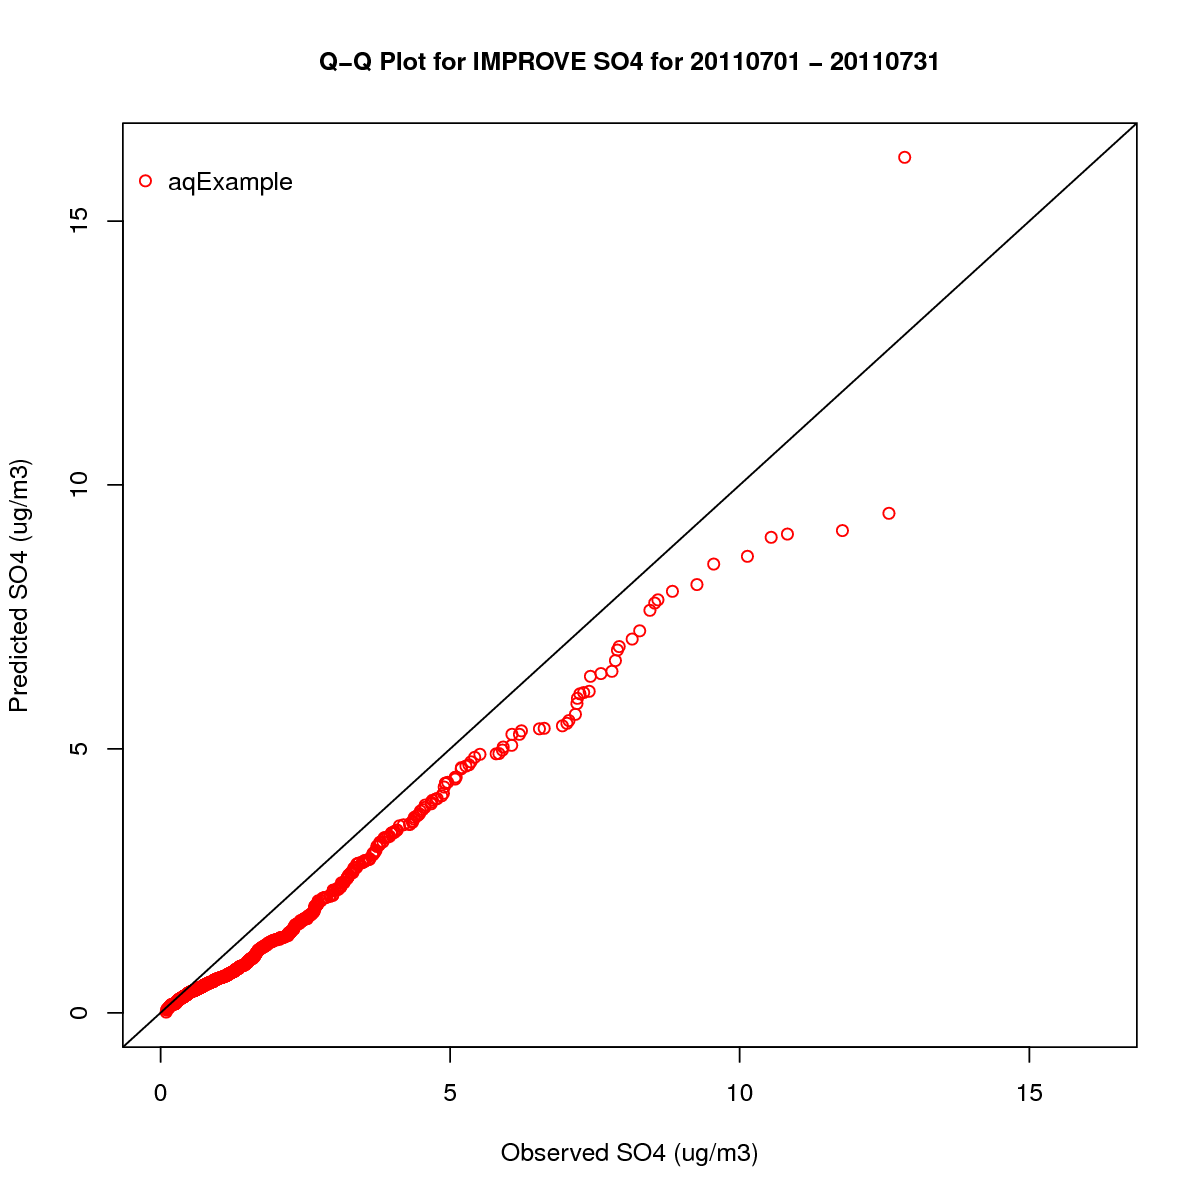 Q−Q Plot for IMPROVE SO4 for 20110701 − 20110731
aqExample
15
10
5
0
Predicted SO4 (ug/m3)
0 5 10 15
Observed SO4 (ug/m3)